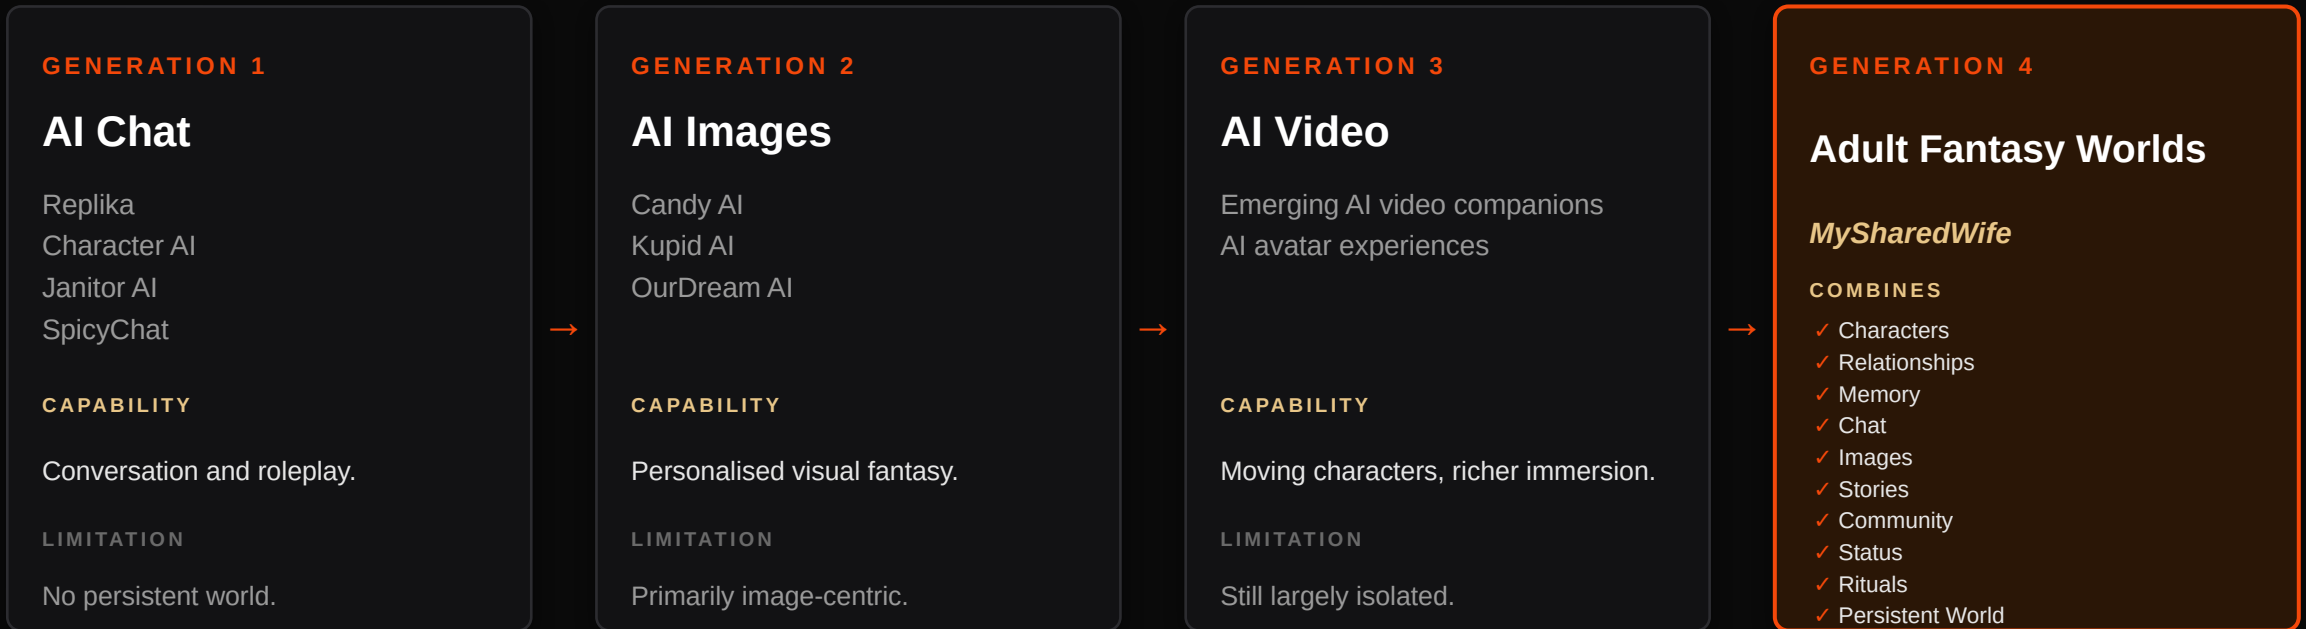 GENERATION 1
AI Chat
Replika
Character AI
Janitor AI
SpicyChat
CAPABILITY
Conversation and roleplay.
LIMITATION
No persistent world.
→
GENERATION 2
AI Images
Candy AI
Kupid AI
OurDream AI
CAPABILITY
Personalised visual fantasy.
LIMITATION
Primarily image-centric.
→
GENERATION 3
AI Video
Emerging AI video companions
AI avatar experiences
CAPABILITY
Moving characters, richer immersion.
LIMITATION
Still largely isolated.
→
GENERATION 4
Adult Fantasy Worlds
MySharedWife
COMBINES
✓ Characters
✓ Relationships
✓ Memory
✓ Chat
✓ Images
✓ Stories
✓ Community
✓ Status
✓ Rituals
✓ Persistent World